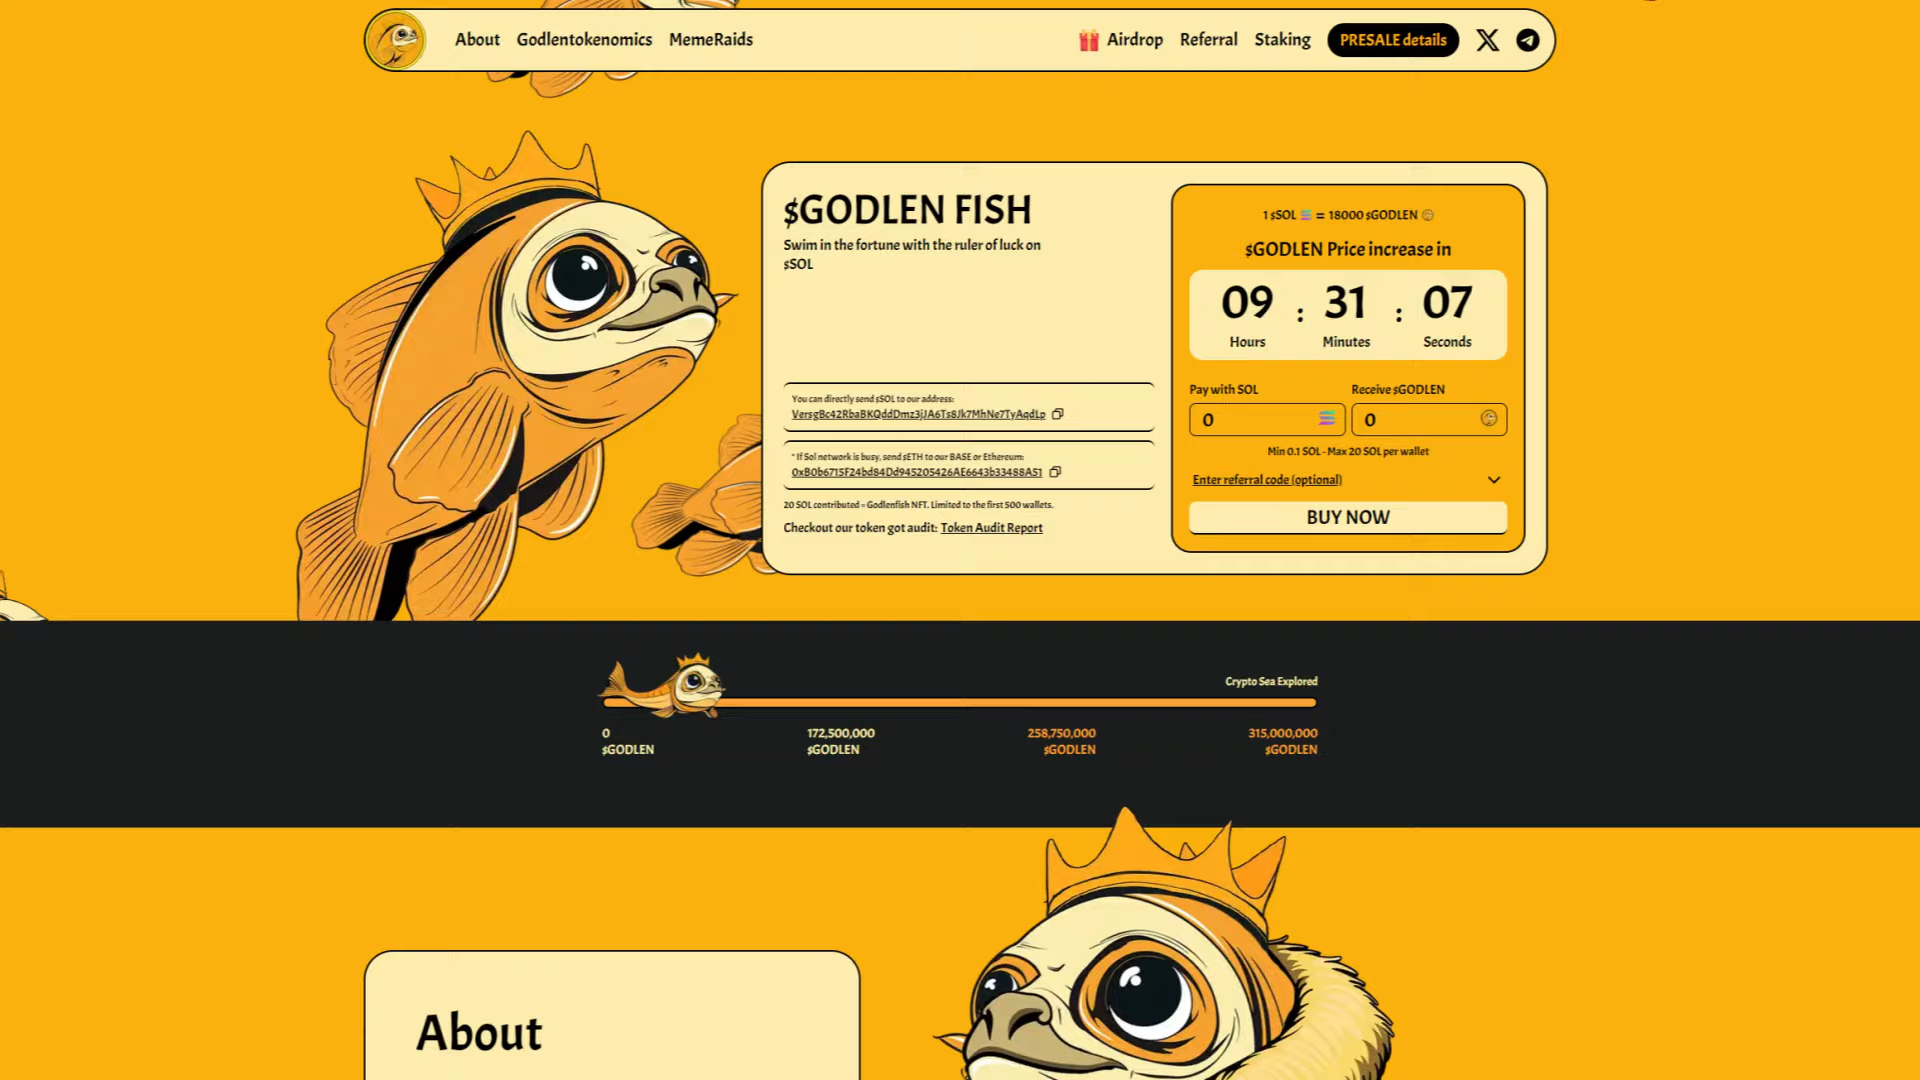 About Godlentokenomics MemeRaids
Airdrop Referral Staking PRESALE details
$GODLEN FISH
Swim in the fortune with the ruler of luck on
$SOL
You can directly send $SOL to our address:
VersgBc42RbaBKQddDmz3jJA6Ts8Jk7MhNe7TyAqdLp
* If Sol network is busy, send $ETH to our BASE or Ethereum:
0xB0b6715F24bd84Dd945205426AE6643b33488A51
20 SOL contributed = Godlenfish NFT. Limited to the first 500 wallets.
Checkout our token got audit: Token Audit Report
1 $SOL = 18000 $GODLEN
$GODLEN Price increase in
09 : 31 : 07
Hours Minutes Seconds
Pay with SOL Receive $GODLEN
0 0
Min 0.1 SOL - Max 20 SOL per wallet
Enter referral code (optional)
BUY NOW
Crypto Sea Explored
0 172,500,000 258,750,000 315,000,000
$GODLEN $GODLEN $GODLEN $GODLEN
About